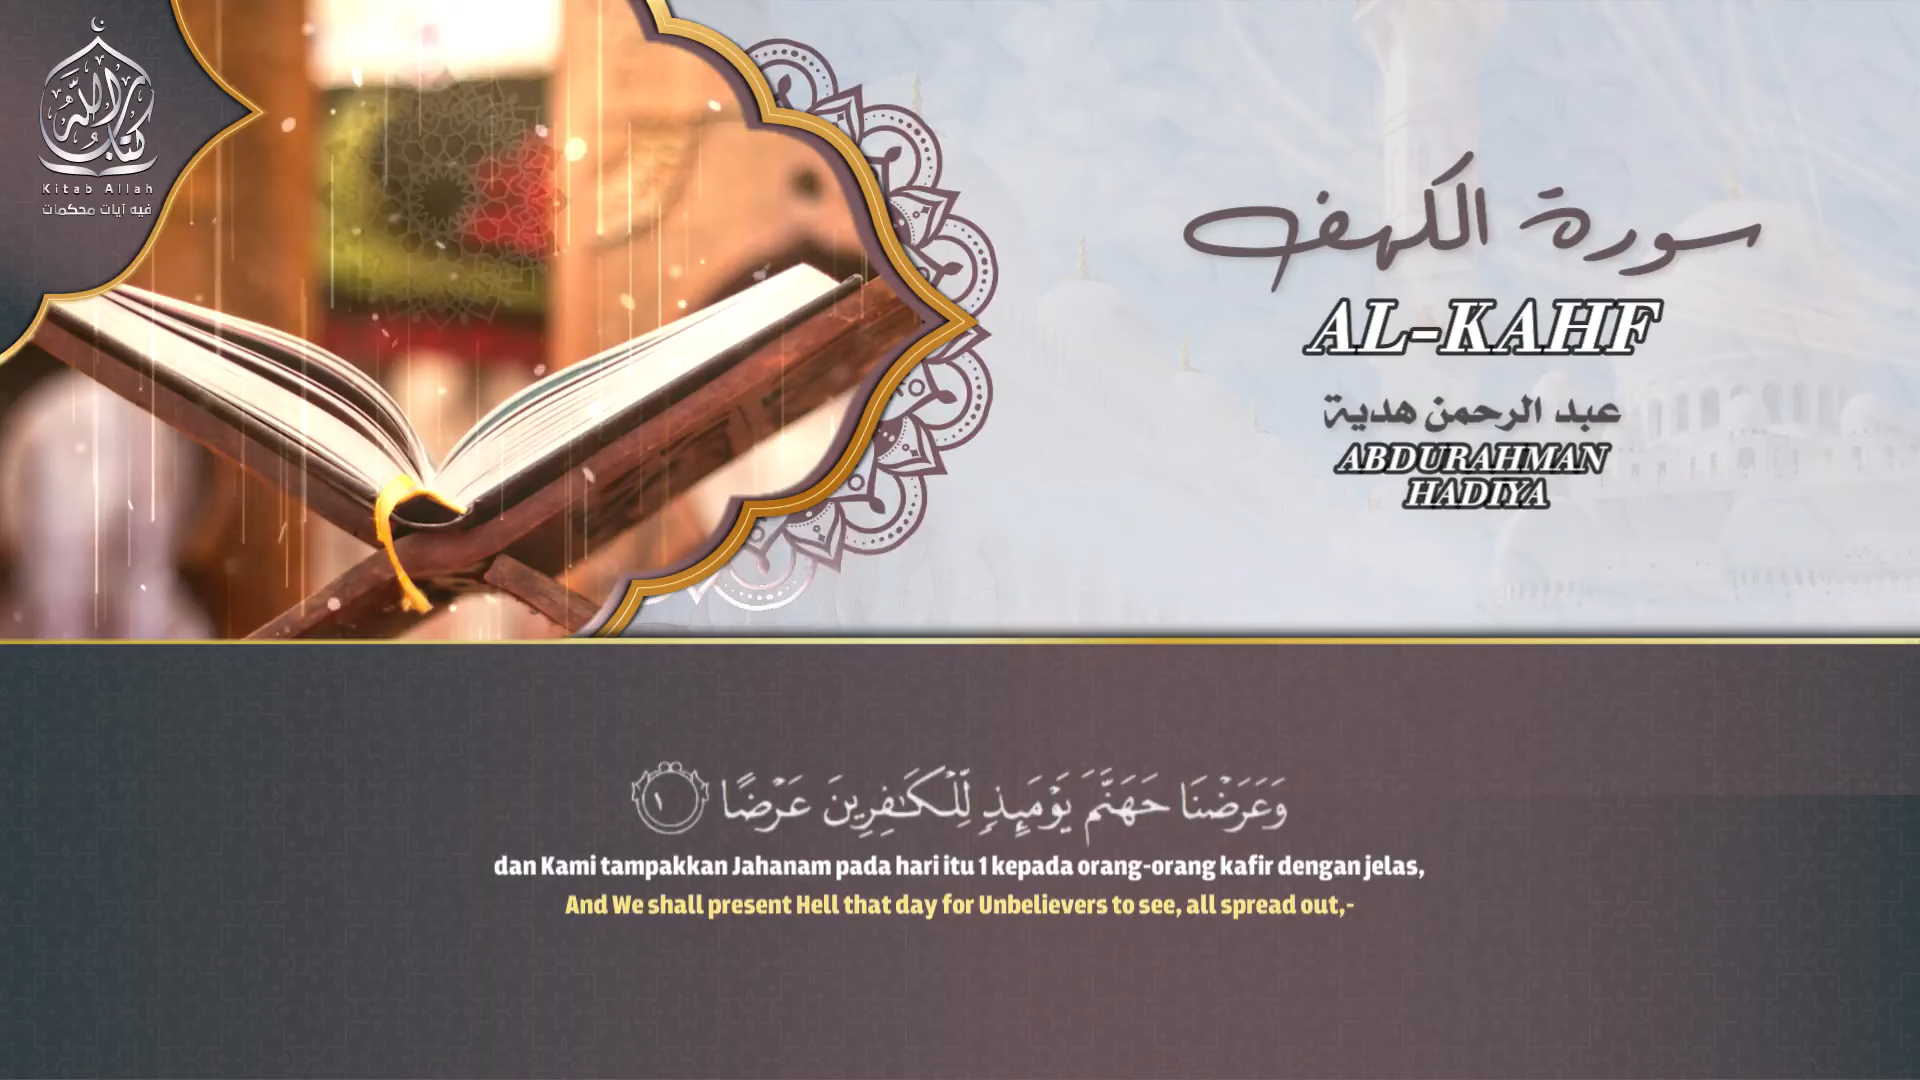 كتاب الله
Kitab Allah
فيه آيات محكمات
سورة الكهف
AL-KAHF
عبد الرحمن هدية
ABDURAHMAN
HADIYA
وَعَرَضْنَا جَهَنَّمَ يَوْمَئِذٍ لِّلْكَـٰفِرِينَ عَرْضًا ١
dan Kami tampakkan Jahanam pada hari itu 1 kepada orang-orang kafir dengan jelas,
And We shall present Hell that day for Unbelievers to see, all spread out,-